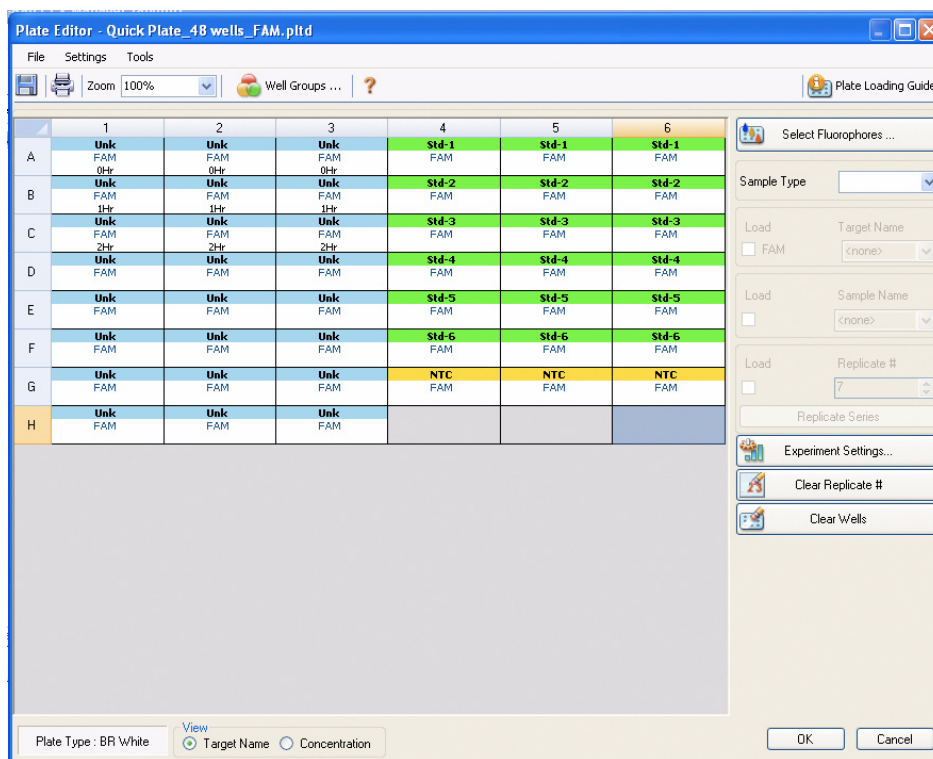 Plate Editor - Quick Plate_48 wells_FAM.pltd
File Settings Tools
Zoom 100% Well Groups ... ? Plate Loading Guide
1 2 3 4 5 6
A
Unk Unk Unk Std-1 Std-1 Std-1
FAM FAM FAM FAM FAM FAM
0Hr 0Hr 0Hr
B
Unk Unk Unk Std-2 Std-2 Std-2
FAM FAM FAM FAM FAM FAM
1Hr 1Hr 1Hr
C
Unk Unk Unk Std-3 Std-3 Std-3
FAM FAM FAM FAM FAM FAM
2Hr 2Hr 2Hr
D
Unk Unk Unk Std-4 Std-4 Std-4
FAM FAM FAM FAM FAM FAM
E
Unk Unk Unk Std-5 Std-5 Std-5
FAM FAM FAM FAM FAM FAM
F
Unk Unk Unk Std-6 Std-6 Std-6
FAM FAM FAM FAM FAM FAM
G
Unk Unk Unk NTC NTC NTC
FAM FAM FAM FAM FAM FAM
H
Unk Unk Unk
FAM FAM FAM
Select Fluorophores ...
Sample Type
Load Target Name
FAM <none>
Load Sample Name
<none>
Load Replicate #
7
Replicate Series
Experiment Settings...
Clear Replicate #
Clear Wells
Plate Type : BR White
View
Target Name Concentration
OK Cancel